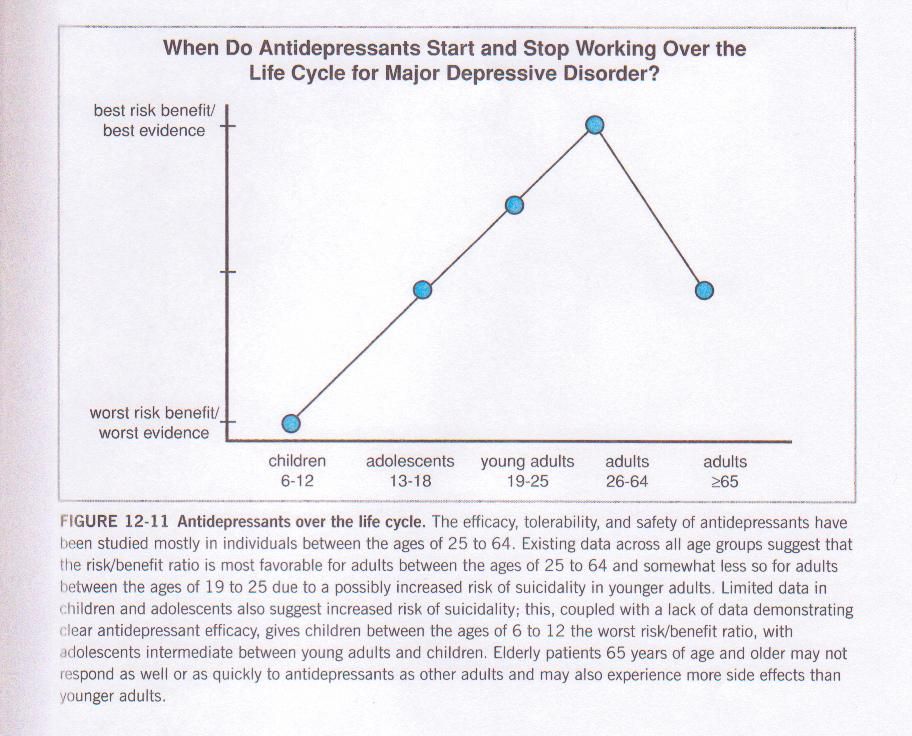 When Do Antidepressants Start and Stop Working Over the
Life Cycle for Major Depressive Disorder?
best risk benefit/
best evidence
worst risk benefit/
worst evidence
children
6-12
adolescents
13-18
young adults
19-25
adults
26-64
adults
≥65
FIGURE 12-11 Antidepressants over the life cycle. The efficacy, tolerability, and safety of antidepressants have
been studied mostly in individuals between the ages of 25 to 64. Existing data across all age groups suggest that
the risk/benefit ratio is most favorable for adults between the ages of 25 to 64 and somewhat less so for adults
between the ages of 19 to 25 due to a possibly increased risk of suicidality in younger adults. Limited data in
children and adolescents also suggest increased risk of suicidality; this, coupled with a lack of data demonstrating
clear antidepressant efficacy, gives children between the ages of 6 to 12 the worst risk/benefit ratio, with
adolescents intermediate between young adults and children. Elderly patients 65 years of age and older may not
respond as well or as quickly to antidepressants as other adults and may also experience more side effects than
younger adults.